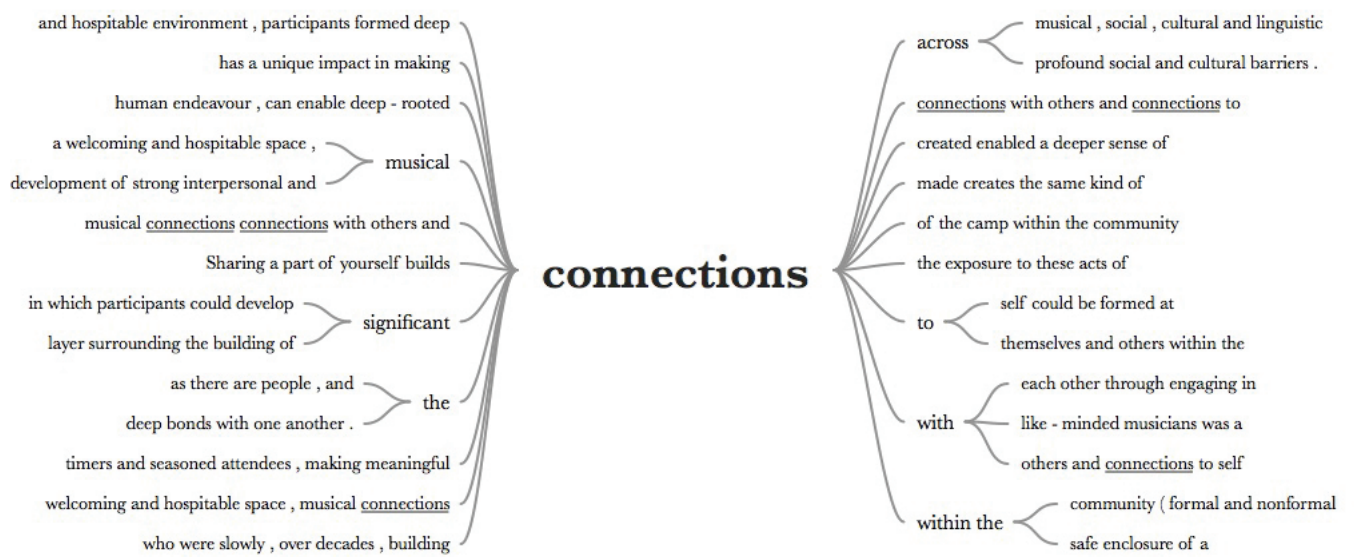 and hospitable environment , participants formed deep
has a unique impact in making
human endeavour , can enable deep - rooted
a welcoming and hospitable space ,
musical
development of strong interpersonal and
musical connections connections with others and
Sharing a part of yourself builds
in which participants could develop
significant
layer surrounding the building of
as there are people , and
the
deep bonds with one another .
timers and seasoned attendees , making meaningful
welcoming and hospitable space , musical connections
who were slowly , over decades , building
connections
across
musical , social , cultural and linguistic
profound social and cultural barriers .
connections with others and connections to
created enabled a deeper sense of
made creates the same kind of
of the camp within the community
the exposure to these acts of
to
self could be formed at
themselves and others within the
with
each other through engaging in
like - minded musicians was a
others and connections to self
within the
community ( formal and nonformal
safe enclosure of a